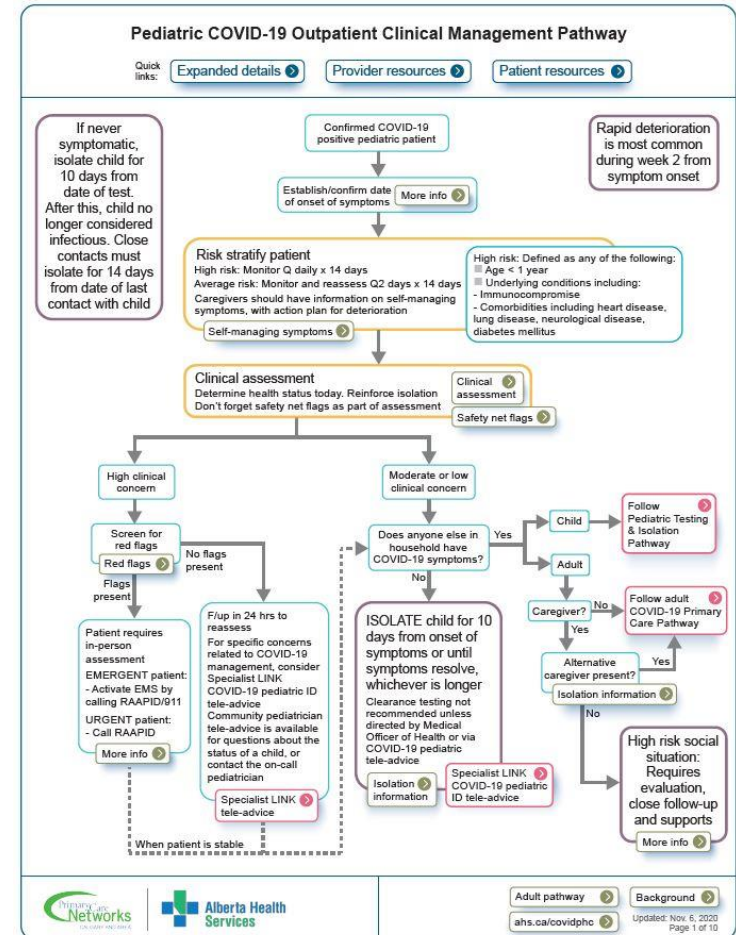 Pediatric COVID-19 Outpatient Clinical Management Pathway
Quick
links:
Expanded details
Provider resources
Patient resources
If never
symptomatic,
isolate child for
10 days from
date of test.
After this, child no
longer considered
infectious. Close
contacts must
isolate for 14 days
from date of last
contact with child
Confirmed COVID-19
positive pediatric patient
Rapid deterioration
is most common
during week 2 from
symptom onset
Establish/confirm date
of onset of symptoms
More info
Risk stratify patient
High risk: Monitor Q daily x 14 days
Average risk: Monitor and reassess Q2 days x 14 days
Caregivers should have information on self-managing
symptoms, with action plan for deterioration
Self-managing symptoms
High risk: Defined as any of the following:
Age < 1 year
Underlying conditions including:
- Immunocompromise
- Comorbidities including heart disease,
lung disease, neurological disease,
diabetes mellitus
Clinical assessment
Determine health status today. Reinforce isolation
Don't forget safety net flags as part of assessment
Clinical
assessment
Safety net flags
High clinical
concern
Moderate or low
clinical concern
Screen for
red flags
Red flags
No flags
present
Flags
present
Does anyone else in
household have
COVID-19 symptoms?
Yes
No
Child
Adult
Follow
Pediatric Testing
& Isolation
Pathway
Caregiver?
No
Yes
Follow adult
COVID-19 Primary
Care Pathway
Alternative
caregiver present?
Yes
Isolation information
No
Patient requires
in-person
assessment
EMERGENT patient:
- Activate EMS by
calling RAAPID/911
URGENT patient:
- Call RAAPID
More info
F/up in 24 hrs to
reassess
For specific concerns
related to COVID-19
management, consider
Specialist LINK
COVID-19 pediatric ID
tele-advice
Community pediatrician
tele-advice is available
for questions about the
status of a child, or
contact the on-call
pediatrician
Specialist LINK
tele-advice
ISOLATE child for 10
days from onset of
symptoms or until
symptoms resolve,
whichever is longer
Clearance testing not
recommended unless
directed by Medical
Officer of Health or via
COVID-19 pediatric
tele-advice
Isolation
information
Specialist LINK
COVID-19 pediatric
ID tele-advice
High risk social
situation:
Requires
evaluation,
close follow-up
and supports
More info
When patient is stable
Primary Care
Networks
CALGARY AND AREA
Alberta Health
Services
Adult pathway
Background
ahs.ca/covidphc
Updated: Nov. 6, 2020
Page 1 of 10